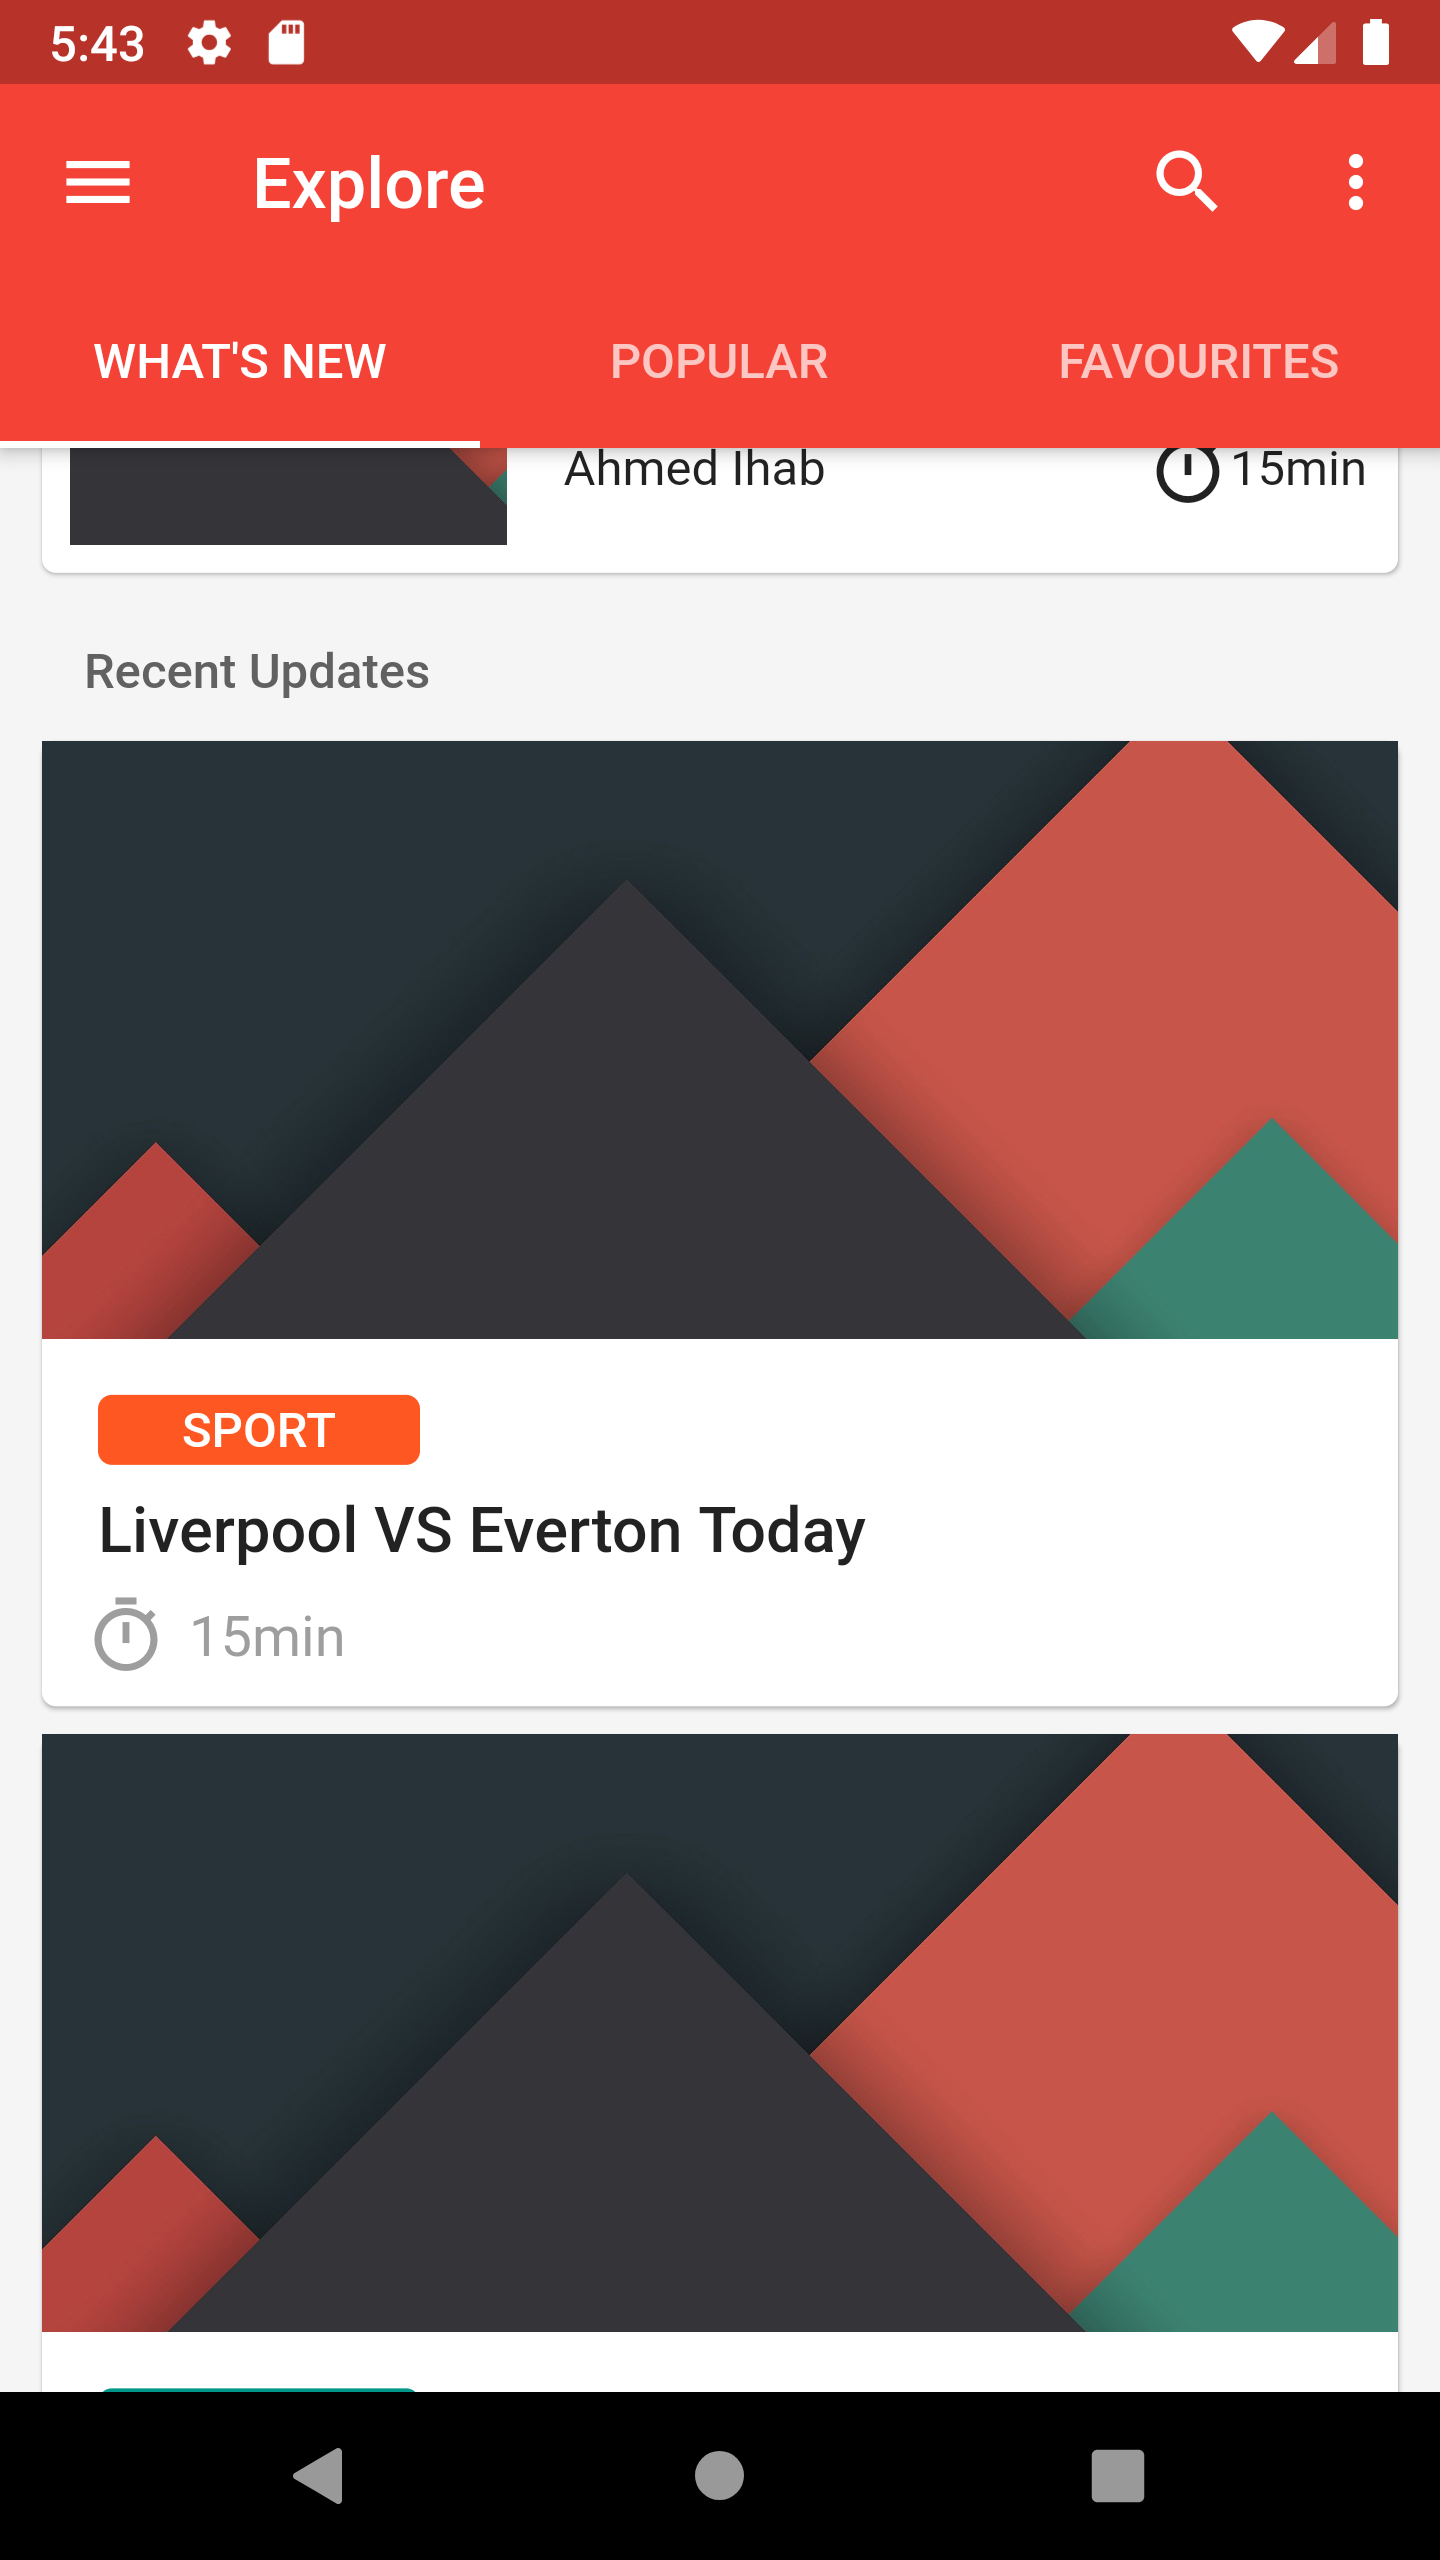 5:43
Explore
WHAT'S NEW
POPULAR
FAVOURITES
Ahmed Ihab
15min
Recent Updates
SPORT
Liverpool VS Everton Today
15min